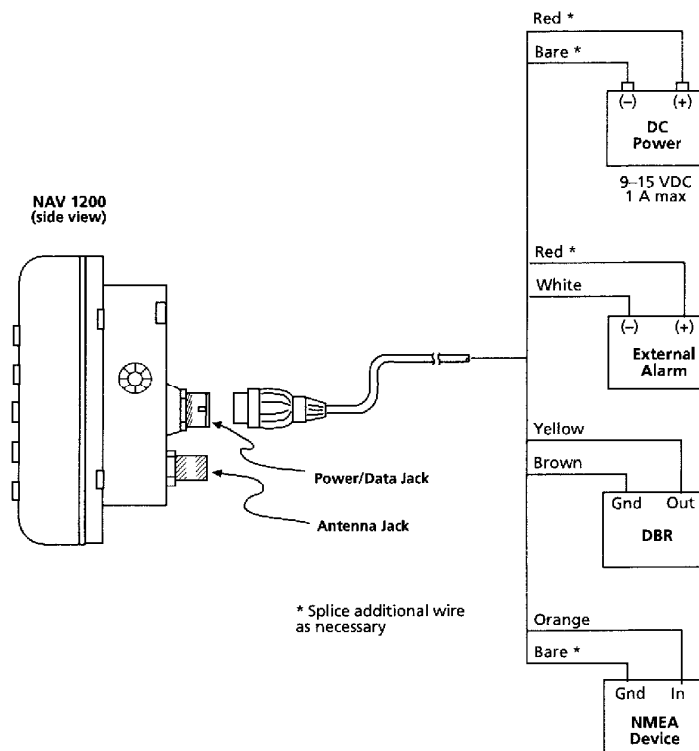 Red *
Bare *
(–) (+)
DC
Power
9–15 VDC
1 A max
NAV 1200
(side view)
Red *
White
(–) (+)
External
Alarm
Power/Data Jack
Antenna Jack
Yellow
Brown
Gnd Out
DBR
* Splice additional wire
as necessary
Orange
Bare *
Gnd In
NMEA
Device